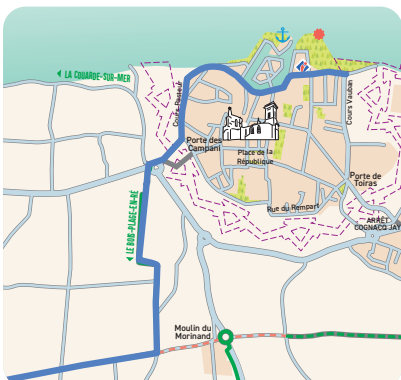 LA COUARDE-SUR-MER
Cours Pasteur
Cours Vauban
Porte des
Campani
Place de la
République
Porte de
Toiras
LE BOIS-PLAGE-EN-RÉ
Rue du Rempart
ARRÊT
COGNACQ JAY
Moulin du
Morinand